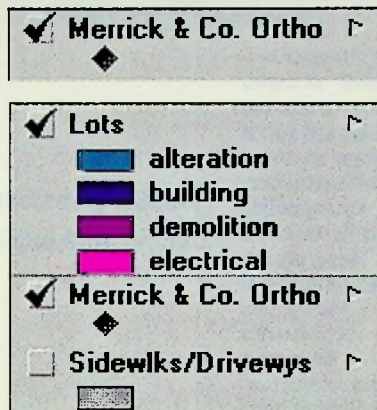 Merrick & Co. Ortho
Lots
alteration
building
demolition
electrical
Merrick & Co. Ortho
Sidewlks/Drivewys